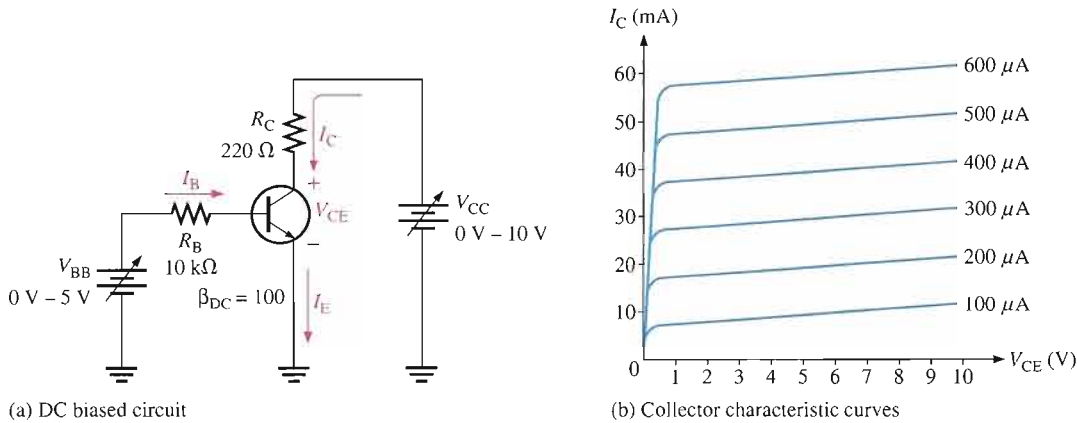 R_C
220 Ω
I_C
I_B
+
V_CE
−
V_CC
0 V – 10 V
R_B
10 kΩ
V_BB
0 V – 5 V
β_DC = 100
I_E
(a) DC biased circuit
I_C (mA)
60
50
40
30
20
10
0
600 μA
500 μA
400 μA
300 μA
200 μA
100 μA
1 2 3 4 5 6 7 8 9 10
V_CE (V)
(b) Collector characteristic curves